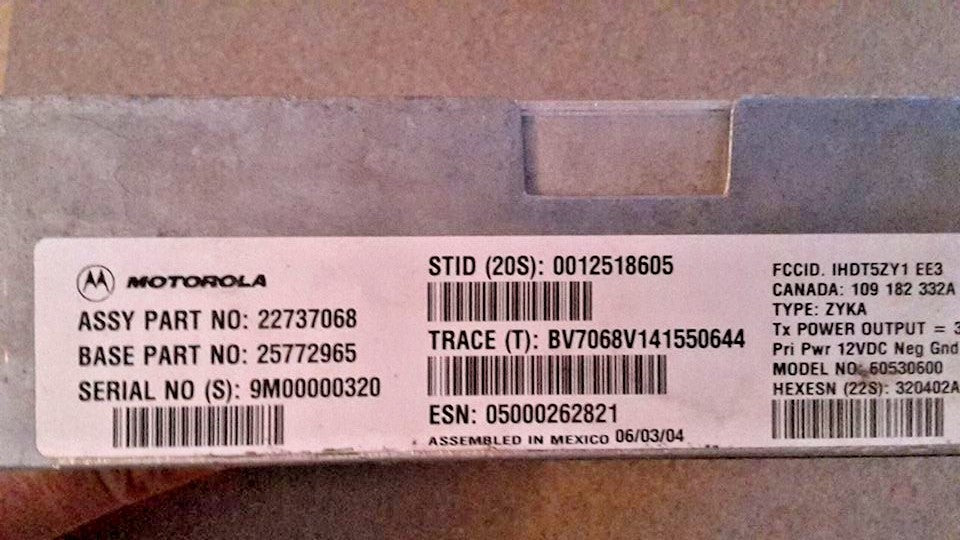 MOTOROLA
ASSY PART NO: 22737068
BASE PART NO: 25772965
SERIAL NO (S): 9M00000320
STID (20S): 0012518605
TRACE (T): BV7068V141550644
ESN: 05000262821
ASSEMBLED IN MEXICO 06/03/04
FCCID. IHDT5ZY1 EE3
CANADA: 109 182 332A
TYPE: ZYKA
Tx POWER OUTPUT = 3
Pri Pwr 12VDC Neg Gnd
MODEL NO: 60530600
HEXESN (22S): 320402A